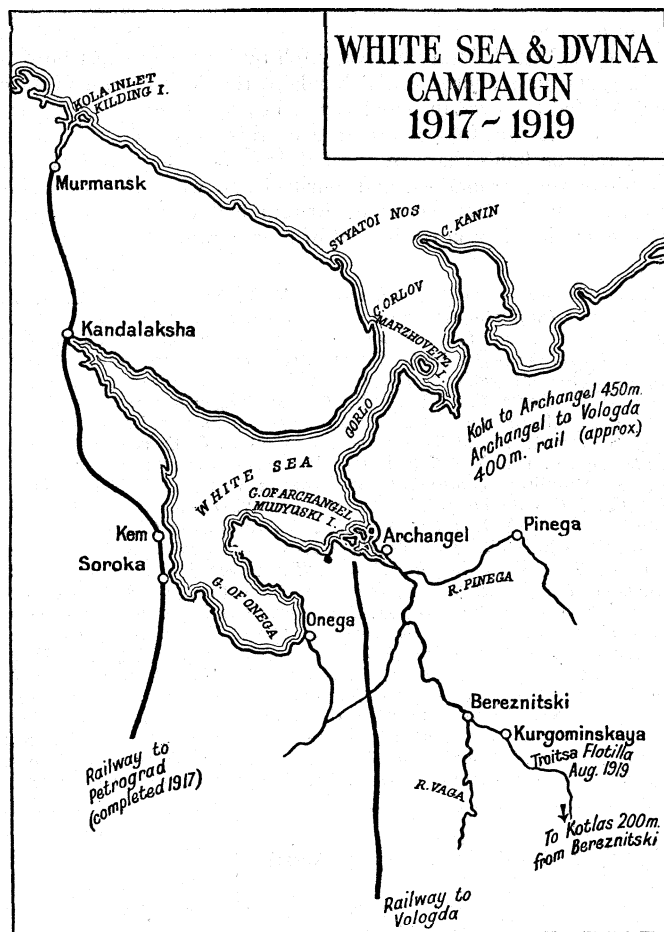 WHITE SEA & DVINA
CAMPAIGN
1917~1919
KOLA INLET
KILDING I.
Murmansk
SVYATOI NOS
C. KANIN
C. ORLOV
MARZHOVETZ
I.
Kandalaksha
GORLO
Kola to Archangel 450m.
Archangel to Vologda
400m. rail (approx.)
WHITE SEA
G. OF ARCHANGEL
MUDYUSKI I.
Kem
Archangel
Pinega
Soroka
R. PINEGA
G. OF ONEGA
Onega
Bereznitski
Kurgominskaya
Troitsa Flotilla
Aug. 1919
Railway to
Petrograd
(completed 1917)
R. VAGA
To Kotlas 200m.
from Bereznitski
Railway to
Vologda